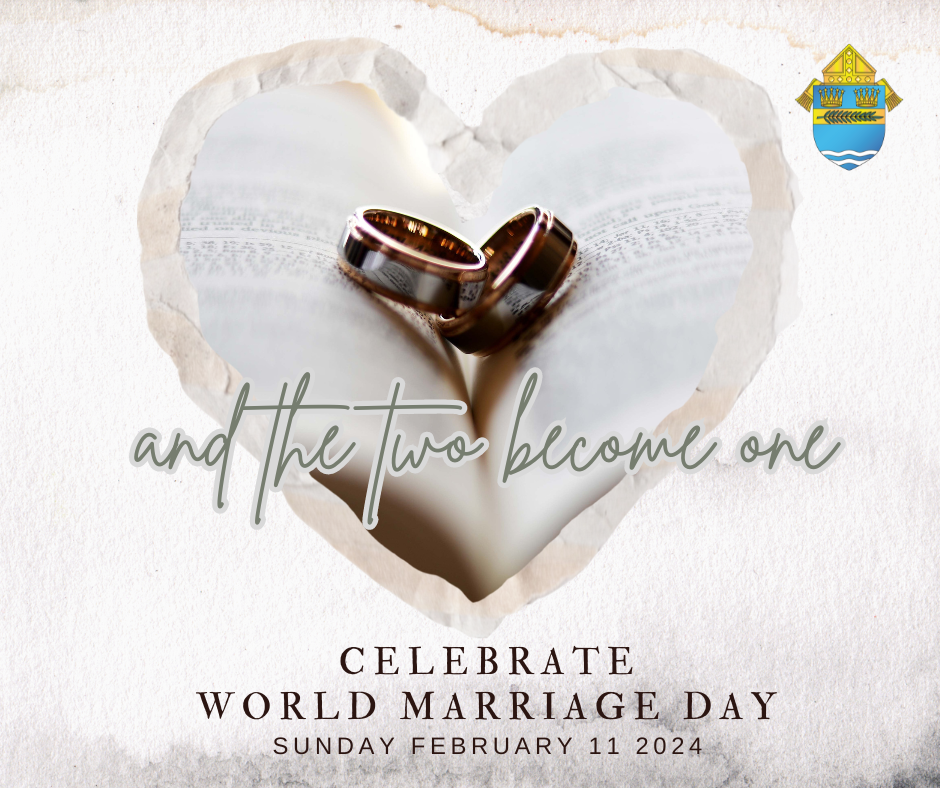 and the two become one
CELEBRATE
WORLD MARRIAGE DAY
SUNDAY FEBRUARY 11 2024